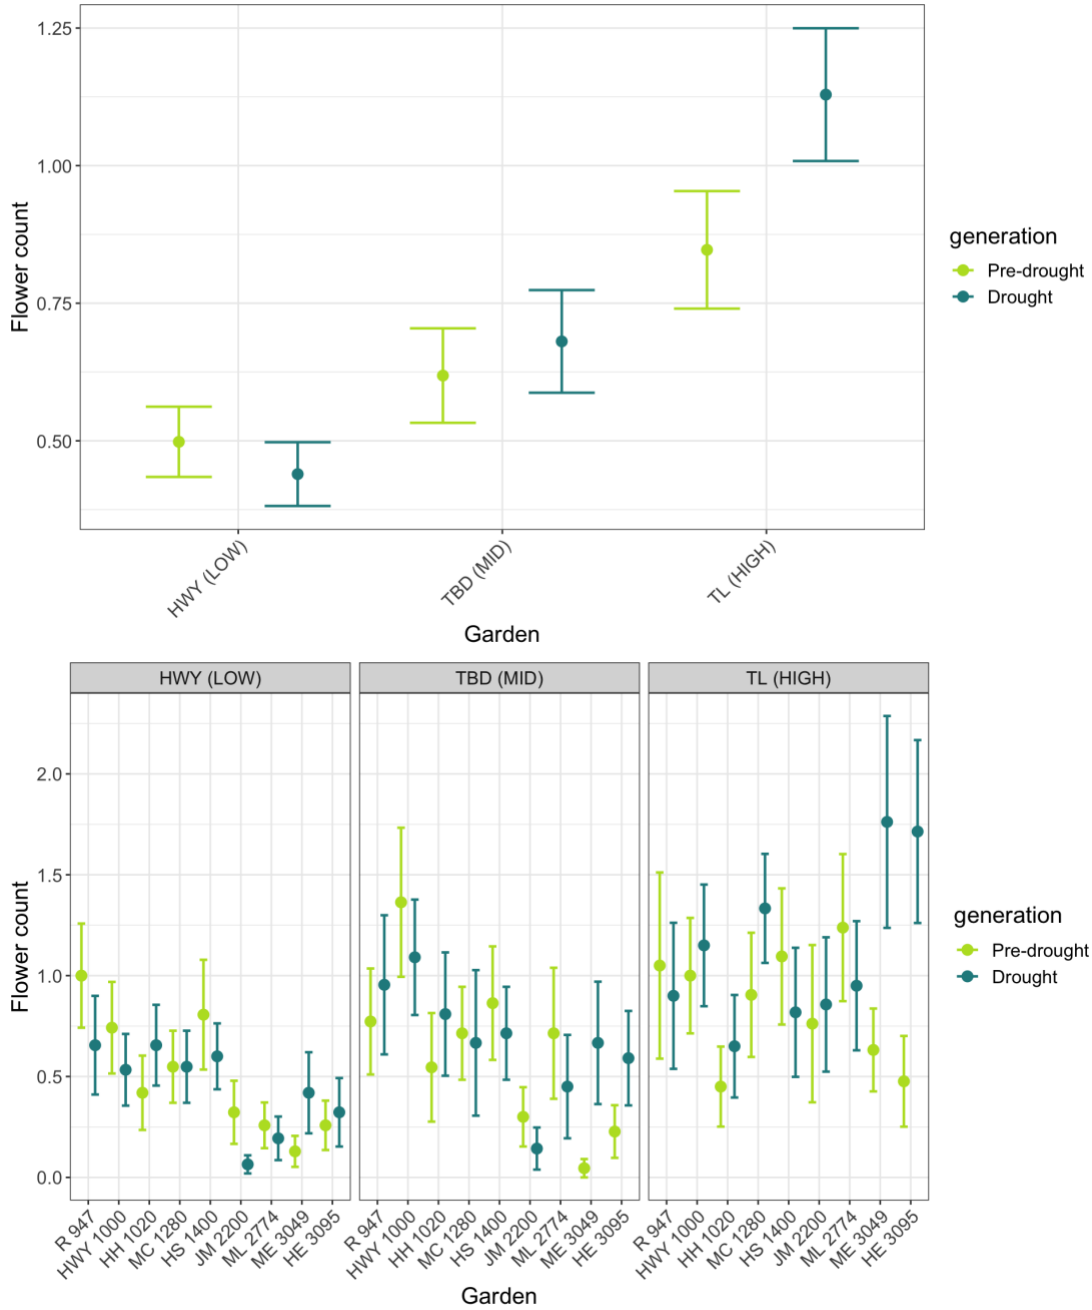 Flower count
1.25
1.00
0.75
0.50
HWY (LOW)
TBD (MID)
TL (HIGH)
Garden
generation
Pre-drought
Drought
HWY (LOW)
TBD (MID)
TL (HIGH)
Flower count
2.0
1.5
1.0
0.5
0.0
R 947
HWY 1000
HH 1020
MC 1280
HS 1400
JM 2200
ML 2774
ME 3049
HE 3095
R 947
HWY 1000
HH 1020
MC 1280
HS 1400
JM 2200
ML 2774
ME 3049
HE 3095
R 947
HWY 1000
HH 1020
MC 1280
HS 1400
JM 2200
ML 2774
ME 3049
HE 3095
Garden
generation
Pre-drought
Drought